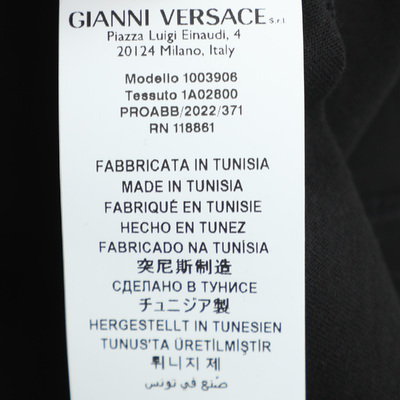 GIANNI VERSACE S.r.l.
Piazza Luigi Einaudi, 4
20124 Milano, Italy
Modello 1003906
Tessuto 1A02800
PROABB/2022/371
RN 118861
FABBRICATA IN TUNISIA
MADE IN TUNISIA
FABRIQUÉ EN TUNISIE
HECHO EN TUNEZ
FABRICADO NA TUNÍSIA
突尼斯制造
СДЕЛАНО В ТУНИСЕ
チュニジア製
HERGESTELLT IN TUNESIEN
TUNUS'TA ÜRETİLMİŞTİR
튀니지 제
صنع في تونس